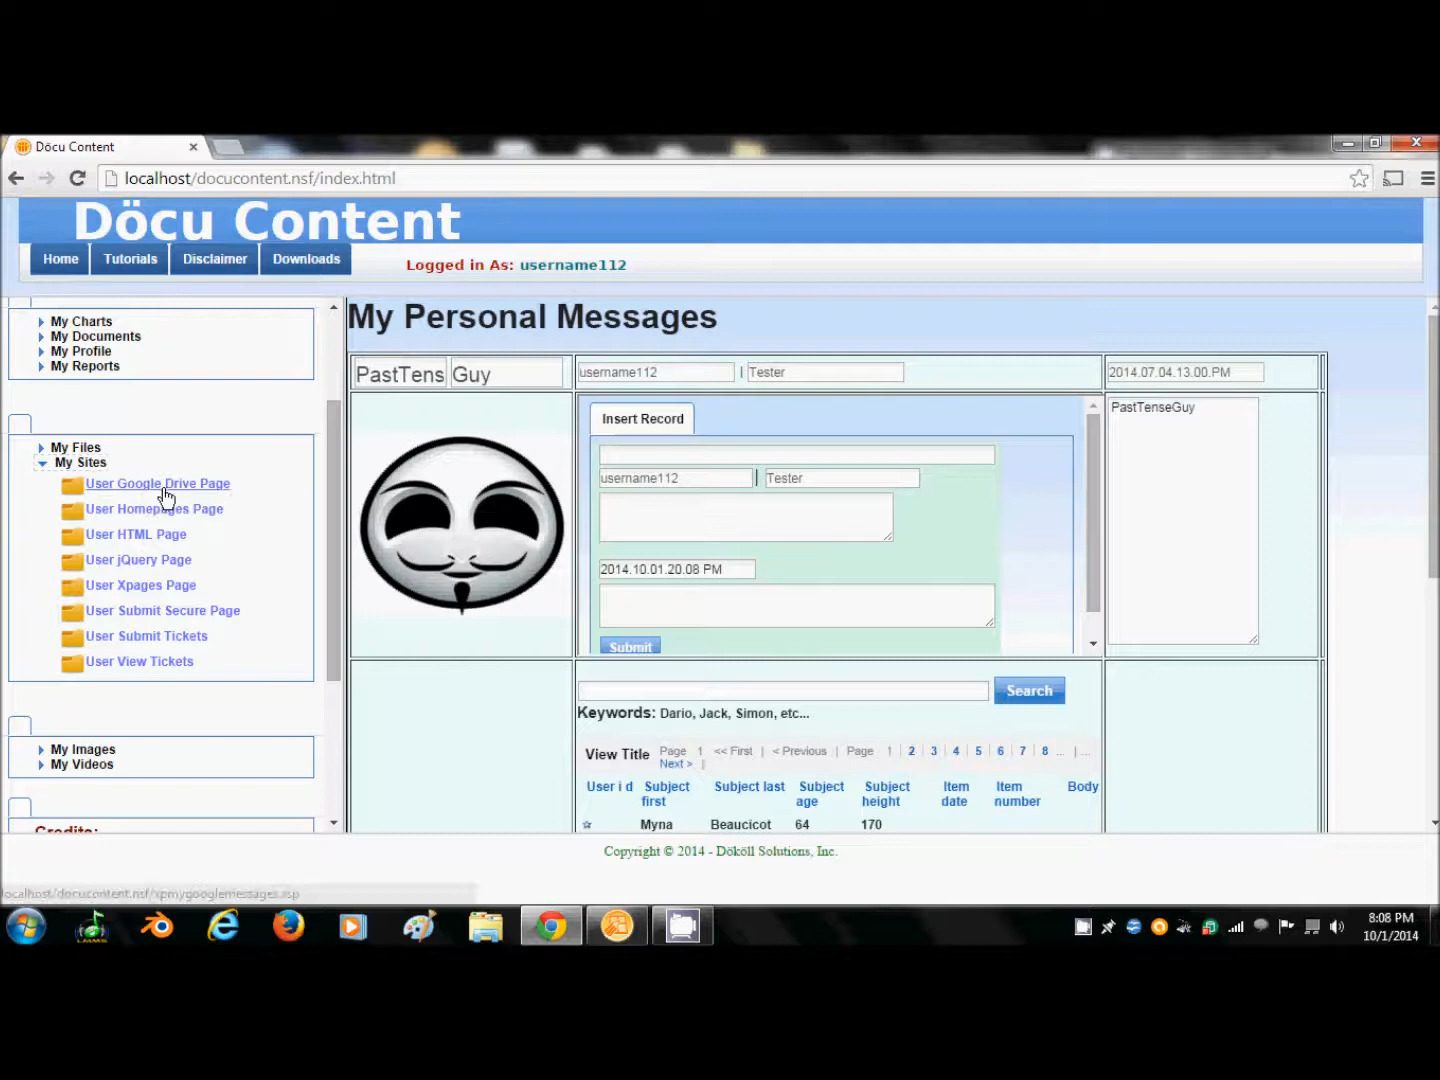 Döcu Content
localhost/docucontent.nsf/index.html
Döcu Content
Home Tutorials Disclaimer Downloads
Logged in As: username112
My Charts
My Documents
My Profile
My Reports
My Files
My Sites
User Google Drive Page
User Homepages Page
User HTML Page
User jQuery Page
User Xpages Page
User Submit Secure Page
User Submit Tickets
User View Tickets
My Images
My Videos
Credits:
My Personal Messages
PastTens Guy
username112 | Tester
2014.07.04.13.00.PM
Insert Record
username112 | Tester
2014.10.01.20.08 PM
Submit
PastTenseGuy
Search
Keywords: Dario, Jack, Simon, etc...
View Title Page 1 << First | < Previous | Page 1 | 2 | 3 | 4 | 5 | 6 | 7 | 8 ... | ...
Next > |
User i d Subject first Subject last Subject age Subject height Item date Item number Body
Myna Beaucicot 64 170
Copyright © 2014 - Dököll Solutions, Inc.
localhost/docucontent.nsf/xpmygooglemessages.xsp
8:08 PM
10/1/2014